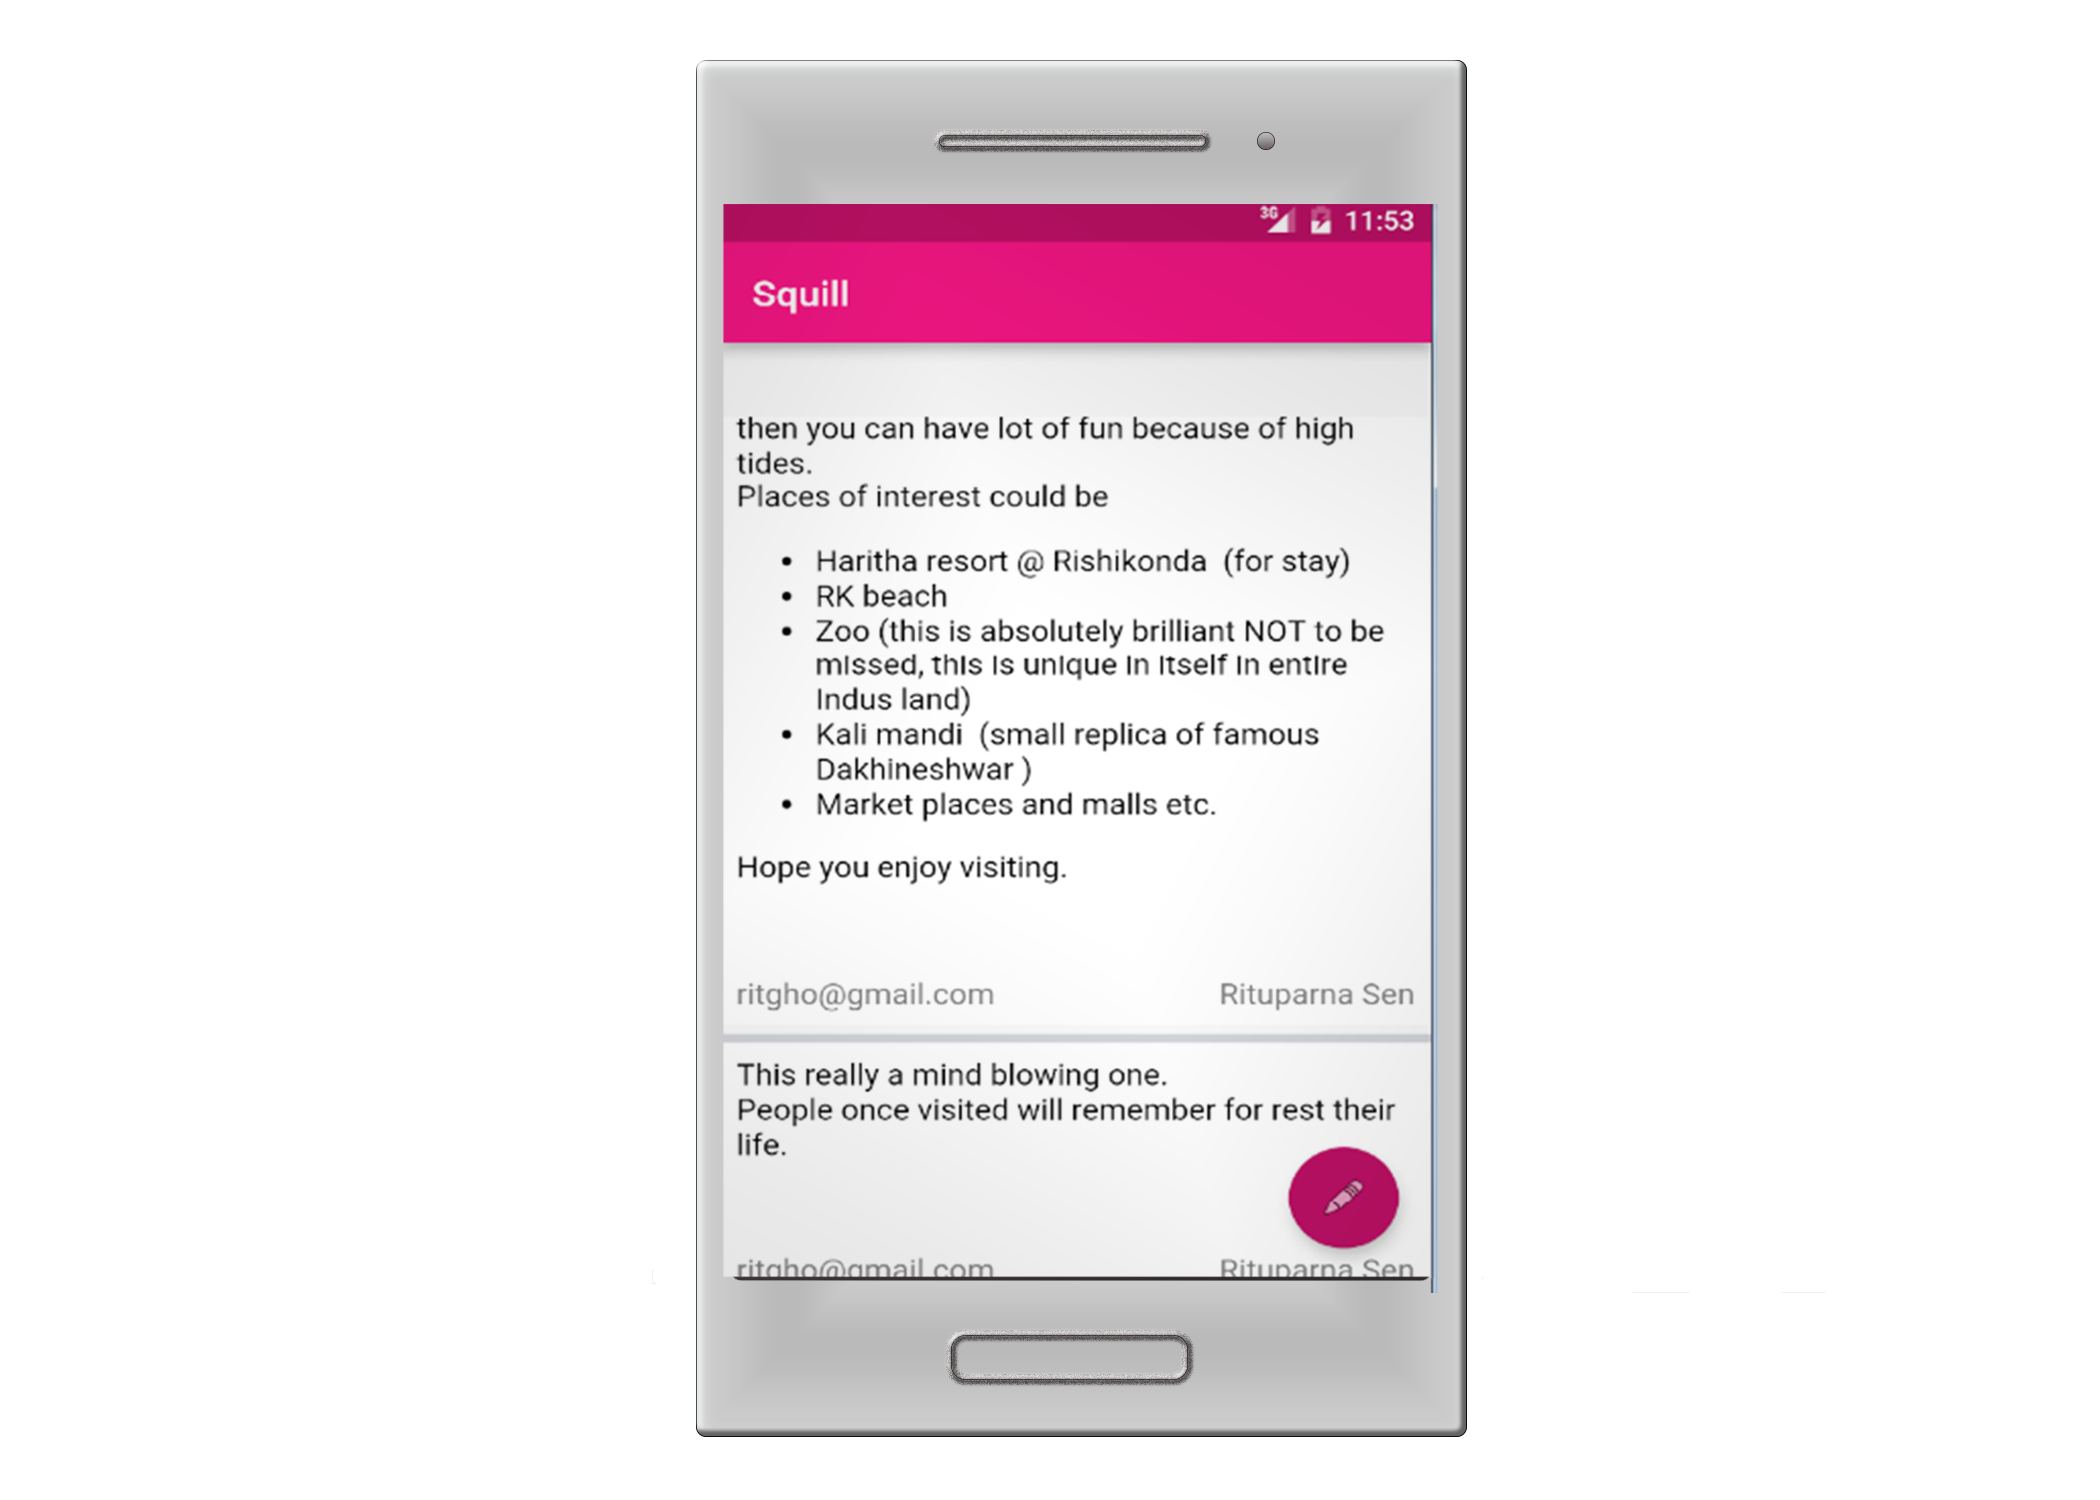 3G 11:53
Squill
then you can have lot of fun because of high
tides.
Places of interest could be
• Haritha resort @ Rishikonda (for stay)
• RK beach
• Zoo (this is absolutely brilliant NOT to be
missed, this is unique in itself in entire
Indus land)
• Kali mandi (small replica of famous
Dakhineshwar )
• Market places and malls etc.
Hope you enjoy visiting.
ritgho@gmail.com Rituparna Sen
This really a mind blowing one.
People once visited will remember for rest their
life.
ritgho@gmail.com Rituparna Sen